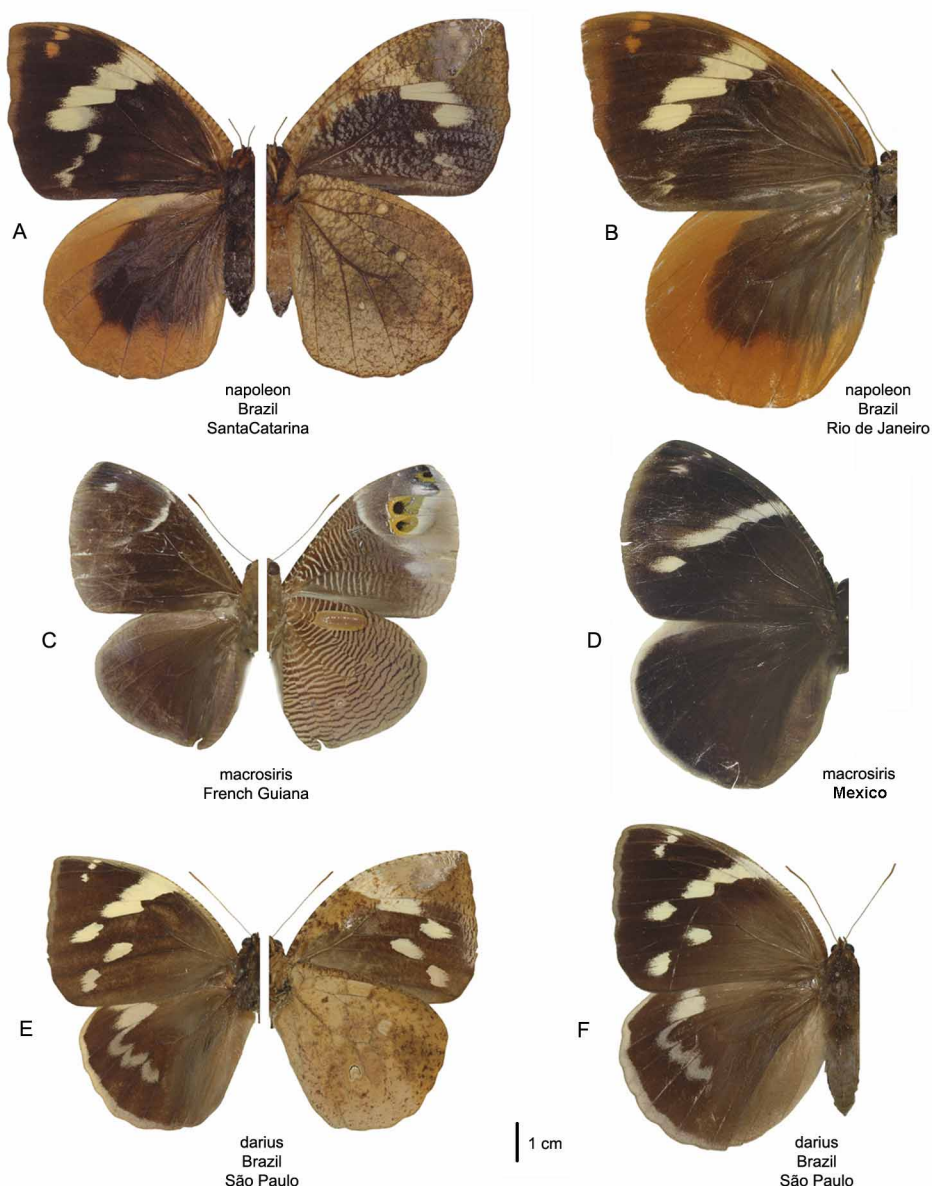 A
B
napoleon
Brazil
SantaCatarina
napoleon
Brazil
Rio de Janeiro
C
D
macrosiris
French Guiana
macrosiris
Mexico
E
F
1 cm
darius
Brazil
São Paulo
darius
Brazil
São Paulo